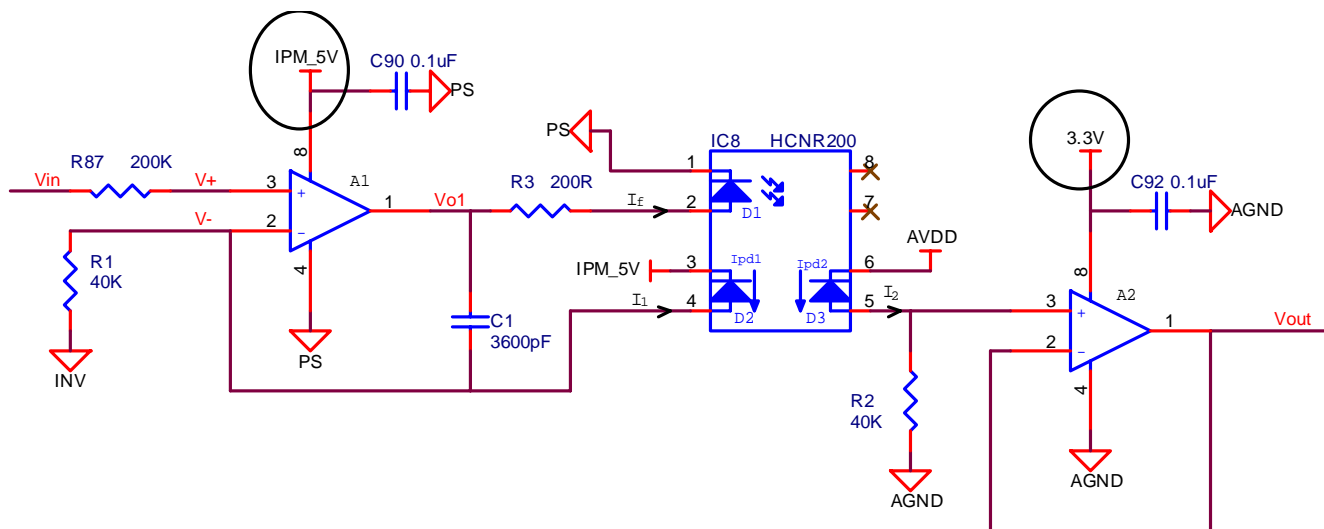 IPM_5V
C90 0.1uF
PS
8
R87 200K
Vin
V+
3
+
A1
1
Vo1
V-
2
-
4
PS
R1
40K
INV
C1
3600pF
R3 200R
I_f
PS
IC8 HCNR200
1
2
D1
8
7
IPM_5V
3
Ipd1
4
I_1
D2
Ipd2
6
AVDD
5
I_2
D3
R2
40K
AGND
3.3V
C92 0.1uF
AGND
8
A2
3
+
2
-
1
Vout
4
AGND